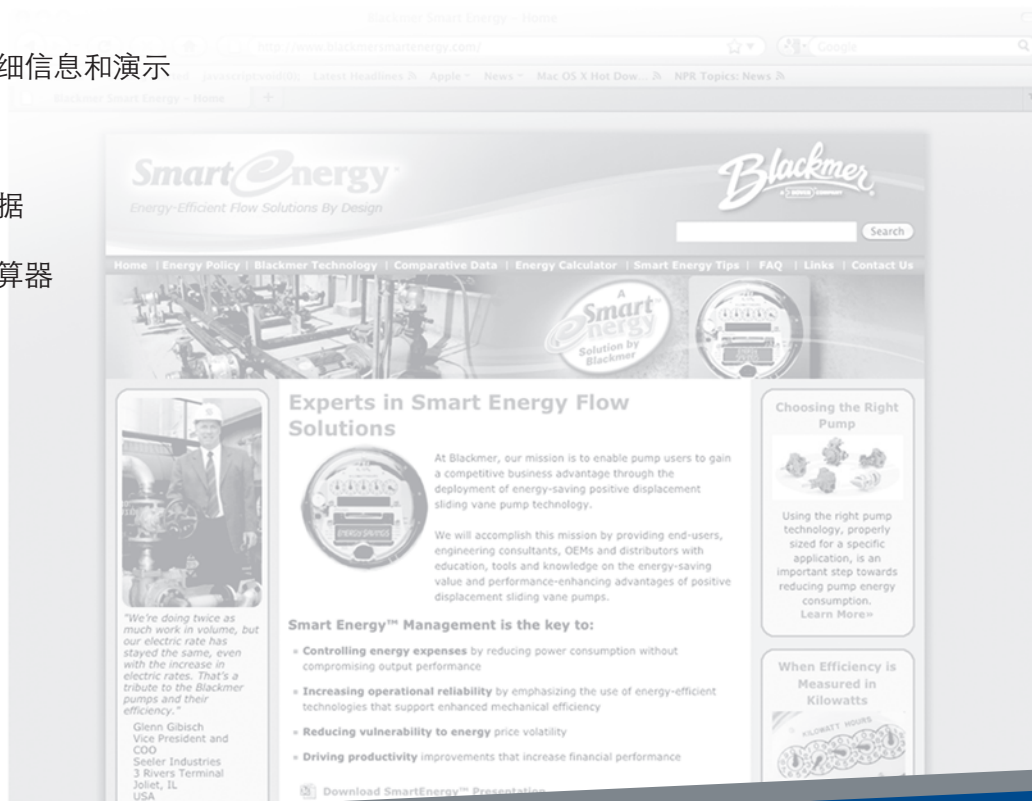 Blackmer Smart Energy – Home
http://www.blackmersmartenergy.com/
Google
细信息和演示
Latest Headlines Apple News Mac OS X Hot Dow... NPR Topics: News
Blackmer Smart Energy – Home +
Smart energy
Energy-Efficient Flow Solutions By Design
Blackmer
据
Search
算器
Home | Energy Policy | Blackmer Technology | Comparative Data | Energy Calculator | Smart Energy Tips | FAQ | Links | Contact Us
A
Smart
energy
Solution by
Blackmer
Experts in Smart Energy Flow
Solutions
At Blackmer, our mission is to enable pump users to gain
a competitive business advantage through the
deployment of energy-saving positive displacement
sliding vane pump technology.
ENERGY SAVINGS
We will accomplish this mission by providing end-users,
engineering consultants, OEMs and distributors with
education, tools and knowledge on the energy-saving
value and performance-enhancing advantages of positive
displacement sliding vane pumps.
Smart Energy™ Management is the key to:
» Controlling energy expenses by reducing power consumption without
compromising output performance
» Increasing operational reliability by emphasizing the use of energy-efficient
technologies that support enhanced mechanical efficiency
» Reducing vulnerability to energy price volatility
» Driving productivity improvements that increase financial performance
Download SmartEnergy™ Presentation
"We're doing twice as
much work in volume, but
our electric rate has
stayed the same, even
with the increase in
electric rates. That's a
tribute to the Blackmer
pumps and their
efficiency."
Glenn Gibisch
Vice President and
COO
Seeler Industries
3 Rivers Terminal
Joliet, IL
USA
Choosing the Right
Pump
Using the right pump
technology, properly
sized for a specific
application, is an
important step towards
reducing pump energy
consumption.
Learn More»
When Efficiency is
Measured in
Kilowatts
KILOWATT HOURS